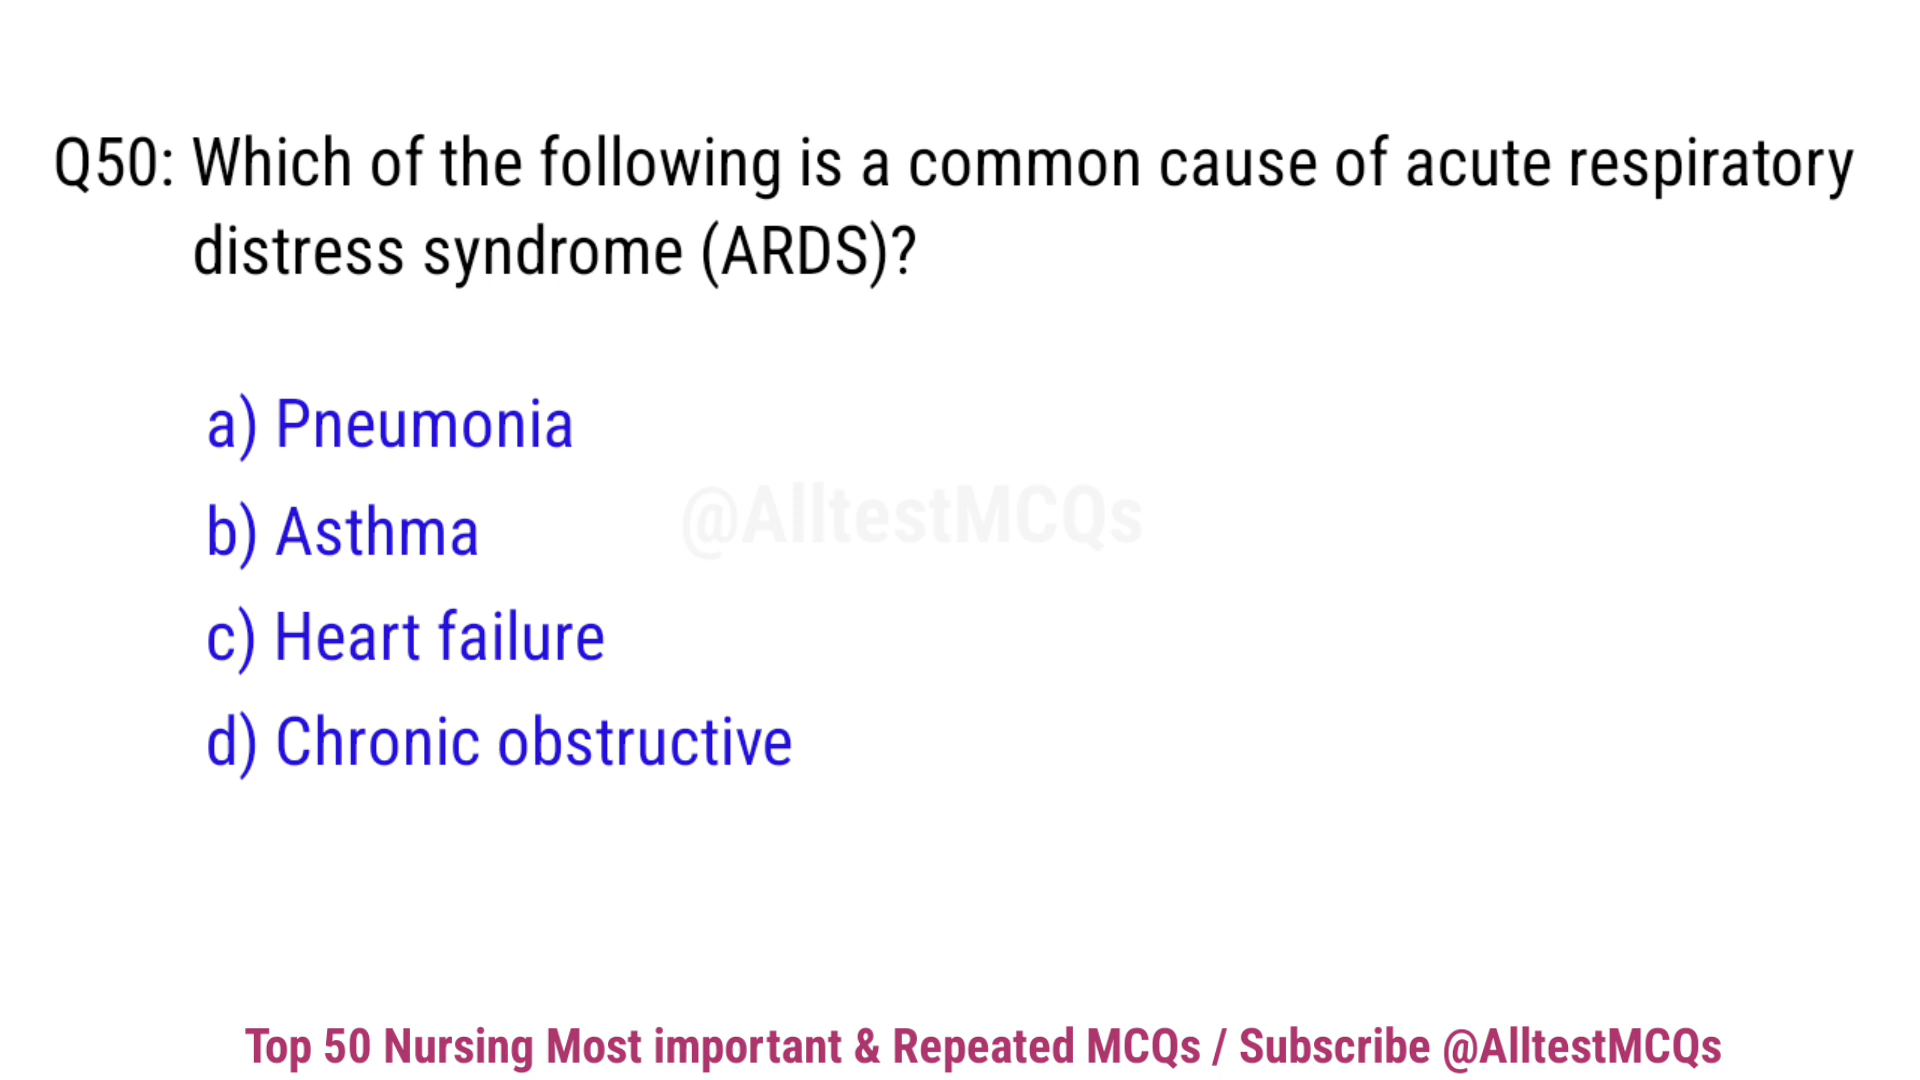 Q50: Which of the following is a common cause of acute respiratory
distress syndrome (ARDS)?
a) Pneumonia
@AlltestMCQs
b) Asthma
c) Heart failure
d) Chronic obstructive
Top 50 Nursing Most important & Repeated MCQs / Subscribe @AlltestMCQs